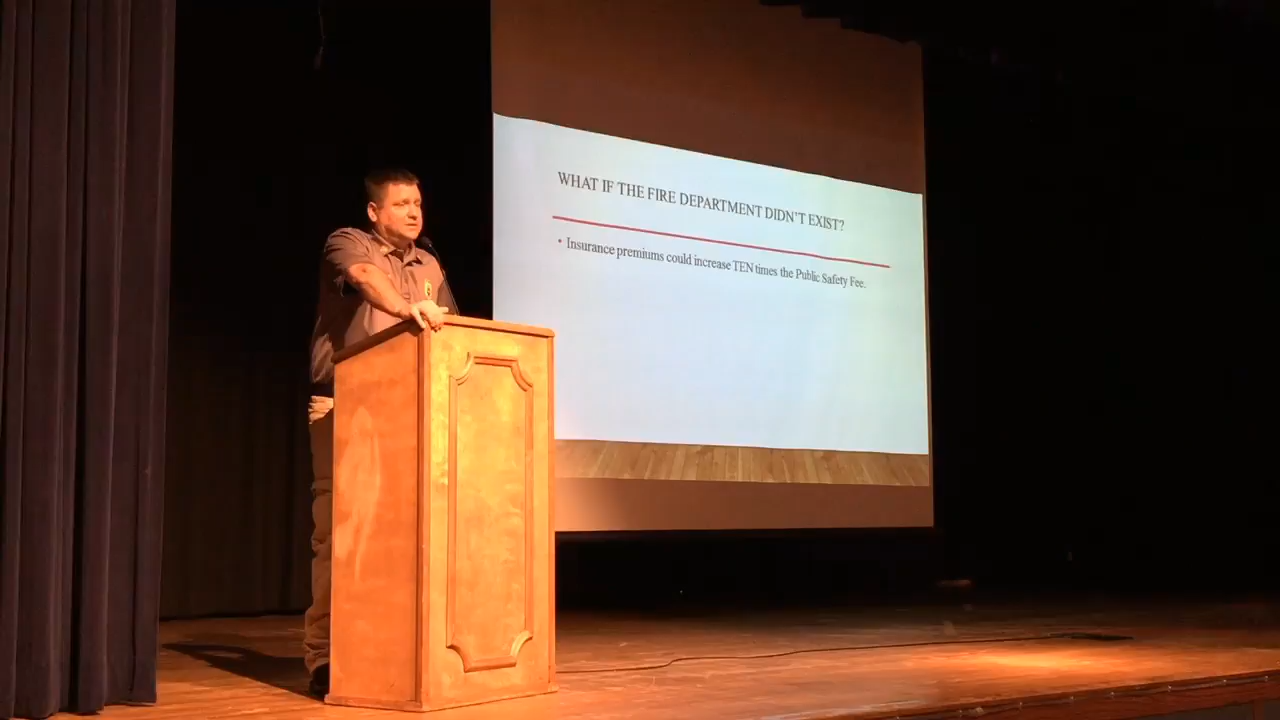 WHAT IF THE FIRE DEPARTMENT DIDN'T EXIST?
• Insurance premiums could increase TEN times the Public Safety Fee.